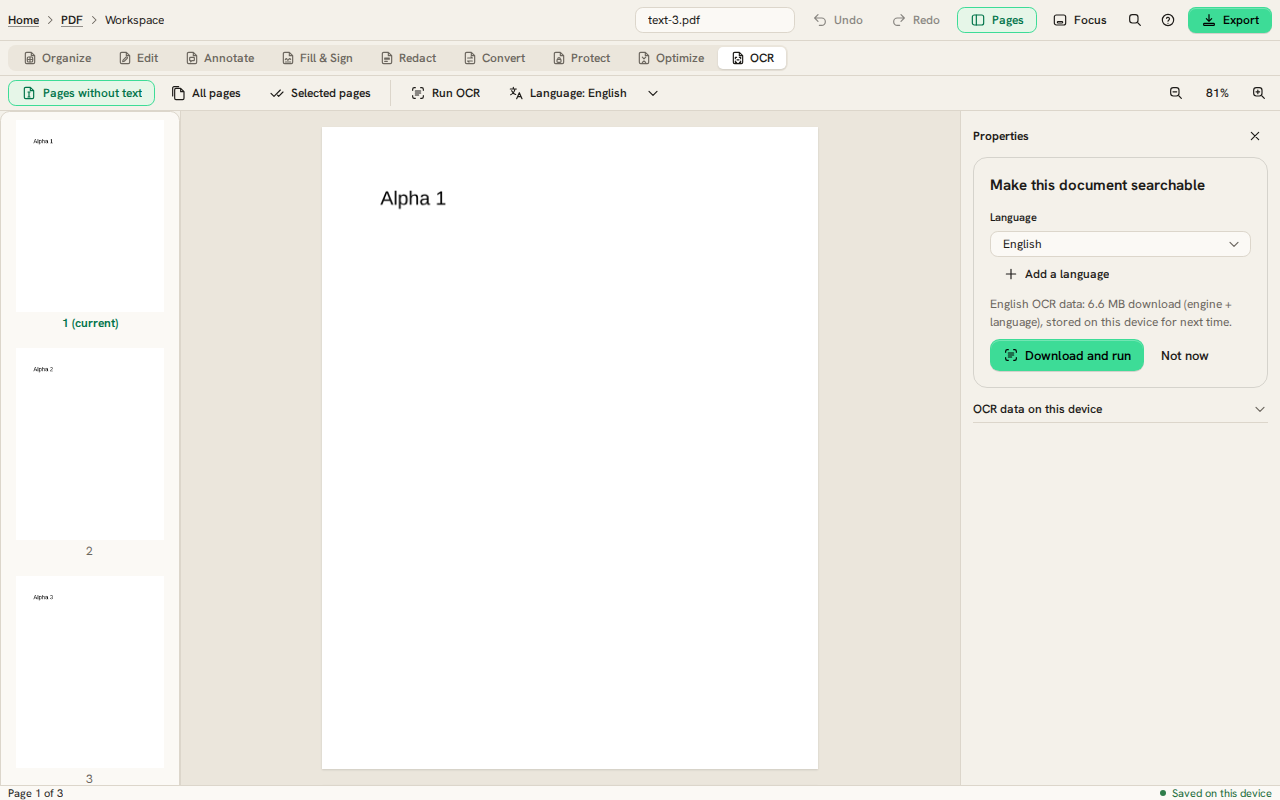 Home > PDF > Workspace
text-3.pdf
Undo
Redo
Pages
Focus
Export
Organize
Edit
Annotate
Fill & Sign
Redact
Convert
Protect
Optimize
OCR
Pages without text
All pages
Selected pages
Run OCR
Language: English
81%
Alpha 1
1 (current)
Alpha 2
2
Alpha 3
3
Alpha 1
Properties
Make this document searchable
Language
English
Add a language
English OCR data: 6.6 MB download (engine +
language), stored on this device for next time.
Download and run
Not now
OCR data on this device
Page 1 of 3
Saved on this device